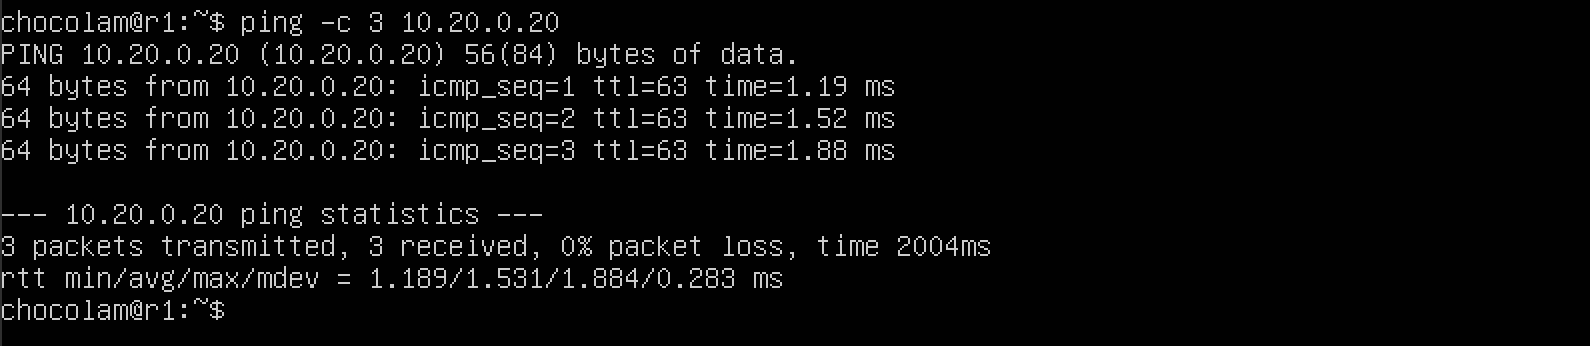 chocolam@r1:~$ ping -c 3 10.20.0.20
PING 10.20.0.20 (10.20.0.20) 56(84) bytes of data.
64 bytes from 10.20.0.20: icmp_seq=1 ttl=63 time=1.19 ms
64 bytes from 10.20.0.20: icmp_seq=2 ttl=63 time=1.52 ms
64 bytes from 10.20.0.20: icmp_seq=3 ttl=63 time=1.88 ms

--- 10.20.0.20 ping statistics ---
3 packets transmitted, 3 received, 0% packet loss, time 2004ms
rtt min/avg/max/mdev = 1.189/1.531/1.884/0.283 ms
chocolam@r1:~$